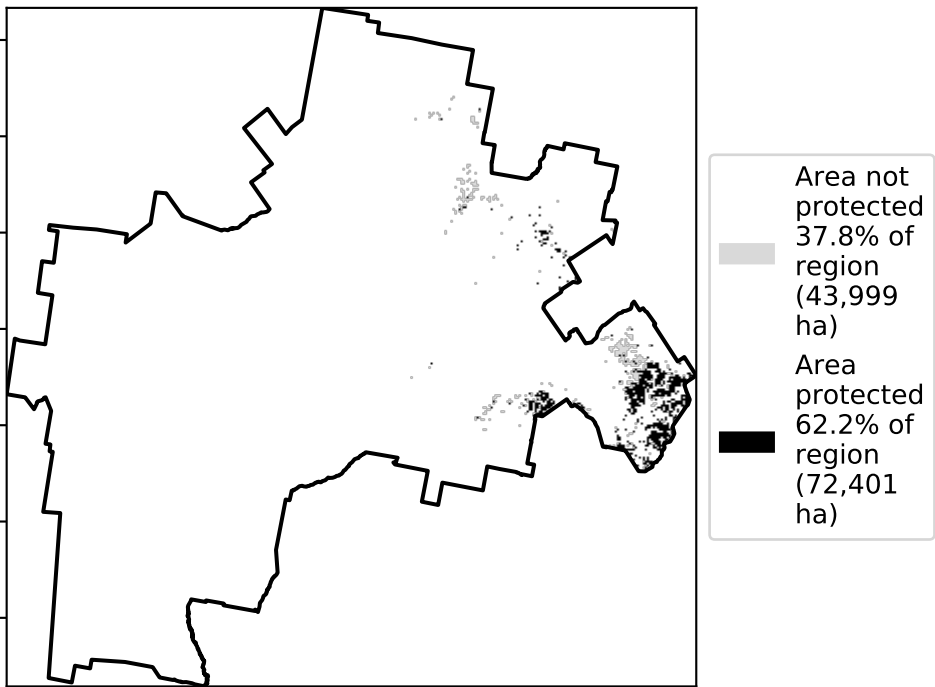 Area not
protected
37.8% of
region
(43,999
ha)
Area
protected
62.2% of
region
(72,401
ha)